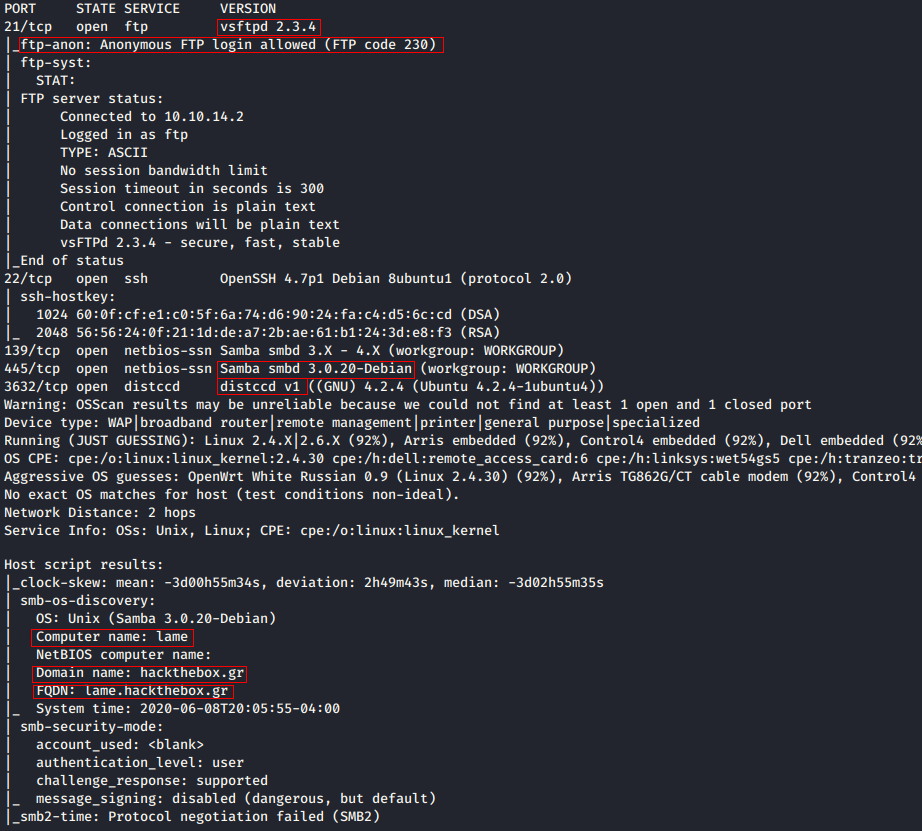 PORT     STATE SERVICE     VERSION
21/tcp   open  ftp         vsftpd 2.3.4
|_ftp-anon: Anonymous FTP login allowed (FTP code 230)
| ftp-syst:
|   STAT:
| FTP server status:
|      Connected to 10.10.14.2
|      Logged in as ftp
|      TYPE: ASCII
|      No session bandwidth limit
|      Session timeout in seconds is 300
|      Control connection is plain text
|      Data connections will be plain text
|      vsFTPd 2.3.4 - secure, fast, stable
|_End of status
22/tcp   open  ssh         OpenSSH 4.7p1 Debian 8ubuntu1 (protocol 2.0)
| ssh-hostkey:
|   1024 60:0f:cf:e1:c0:5f:6a:74:d6:90:24:fa:c4:d5:6c:cd (DSA)
|_  2048 56:56:24:0f:21:1d:de:a7:2b:ae:61:b1:24:3d:e8:f3 (RSA)
139/tcp  open  netbios-ssn Samba smbd 3.X - 4.X (workgroup: WORKGROUP)
445/tcp  open  netbios-ssn Samba smbd 3.0.20-Debian (workgroup: WORKGROUP)
3632/tcp open  distccd     distccd v1 ((GNU) 4.2.4 (Ubuntu 4.2.4-1ubuntu4))
Warning: OSScan results may be unreliable because we could not find at least 1 open and 1 closed port
Device type: WAP|broadband router|remote management|printer|general purpose|specialized
Running (JUST GUESSING): Linux 2.4.X|2.6.X (92%), Arris embedded (92%), Control4 embedded (92%), Dell embedded (92%
OS CPE: cpe:/o:linux:linux_kernel:2.4.30 cpe:/h:dell:remote_access_card:6 cpe:/h:linksys:wet54gs5 cpe:/h:tranzeo:tr
Aggressive OS guesses: OpenWrt White Russian 0.9 (Linux 2.4.30) (92%), Arris TG862G/CT cable modem (92%), Control4
No exact OS matches for host (test conditions non-ideal).
Network Distance: 2 hops
Service Info: OSs: Unix, Linux; CPE: cpe:/o:linux:linux_kernel

Host script results:
|_clock-skew: mean: -3d00h55m34s, deviation: 2h49m43s, median: -3d02h55m35s
| smb-os-discovery:
|   OS: Unix (Samba 3.0.20-Debian)
|   Computer name: lame
|   NetBIOS computer name:
|   Domain name: hackthebox.gr
|   FQDN: lame.hackthebox.gr
|_  System time: 2020-06-08T20:05:55-04:00
| smb-security-mode:
|   account_used: <blank>
|   authentication_level: user
|   challenge_response: supported
|_  message_signing: disabled (dangerous, but default)
|_smb2-time: Protocol negotiation failed (SMB2)